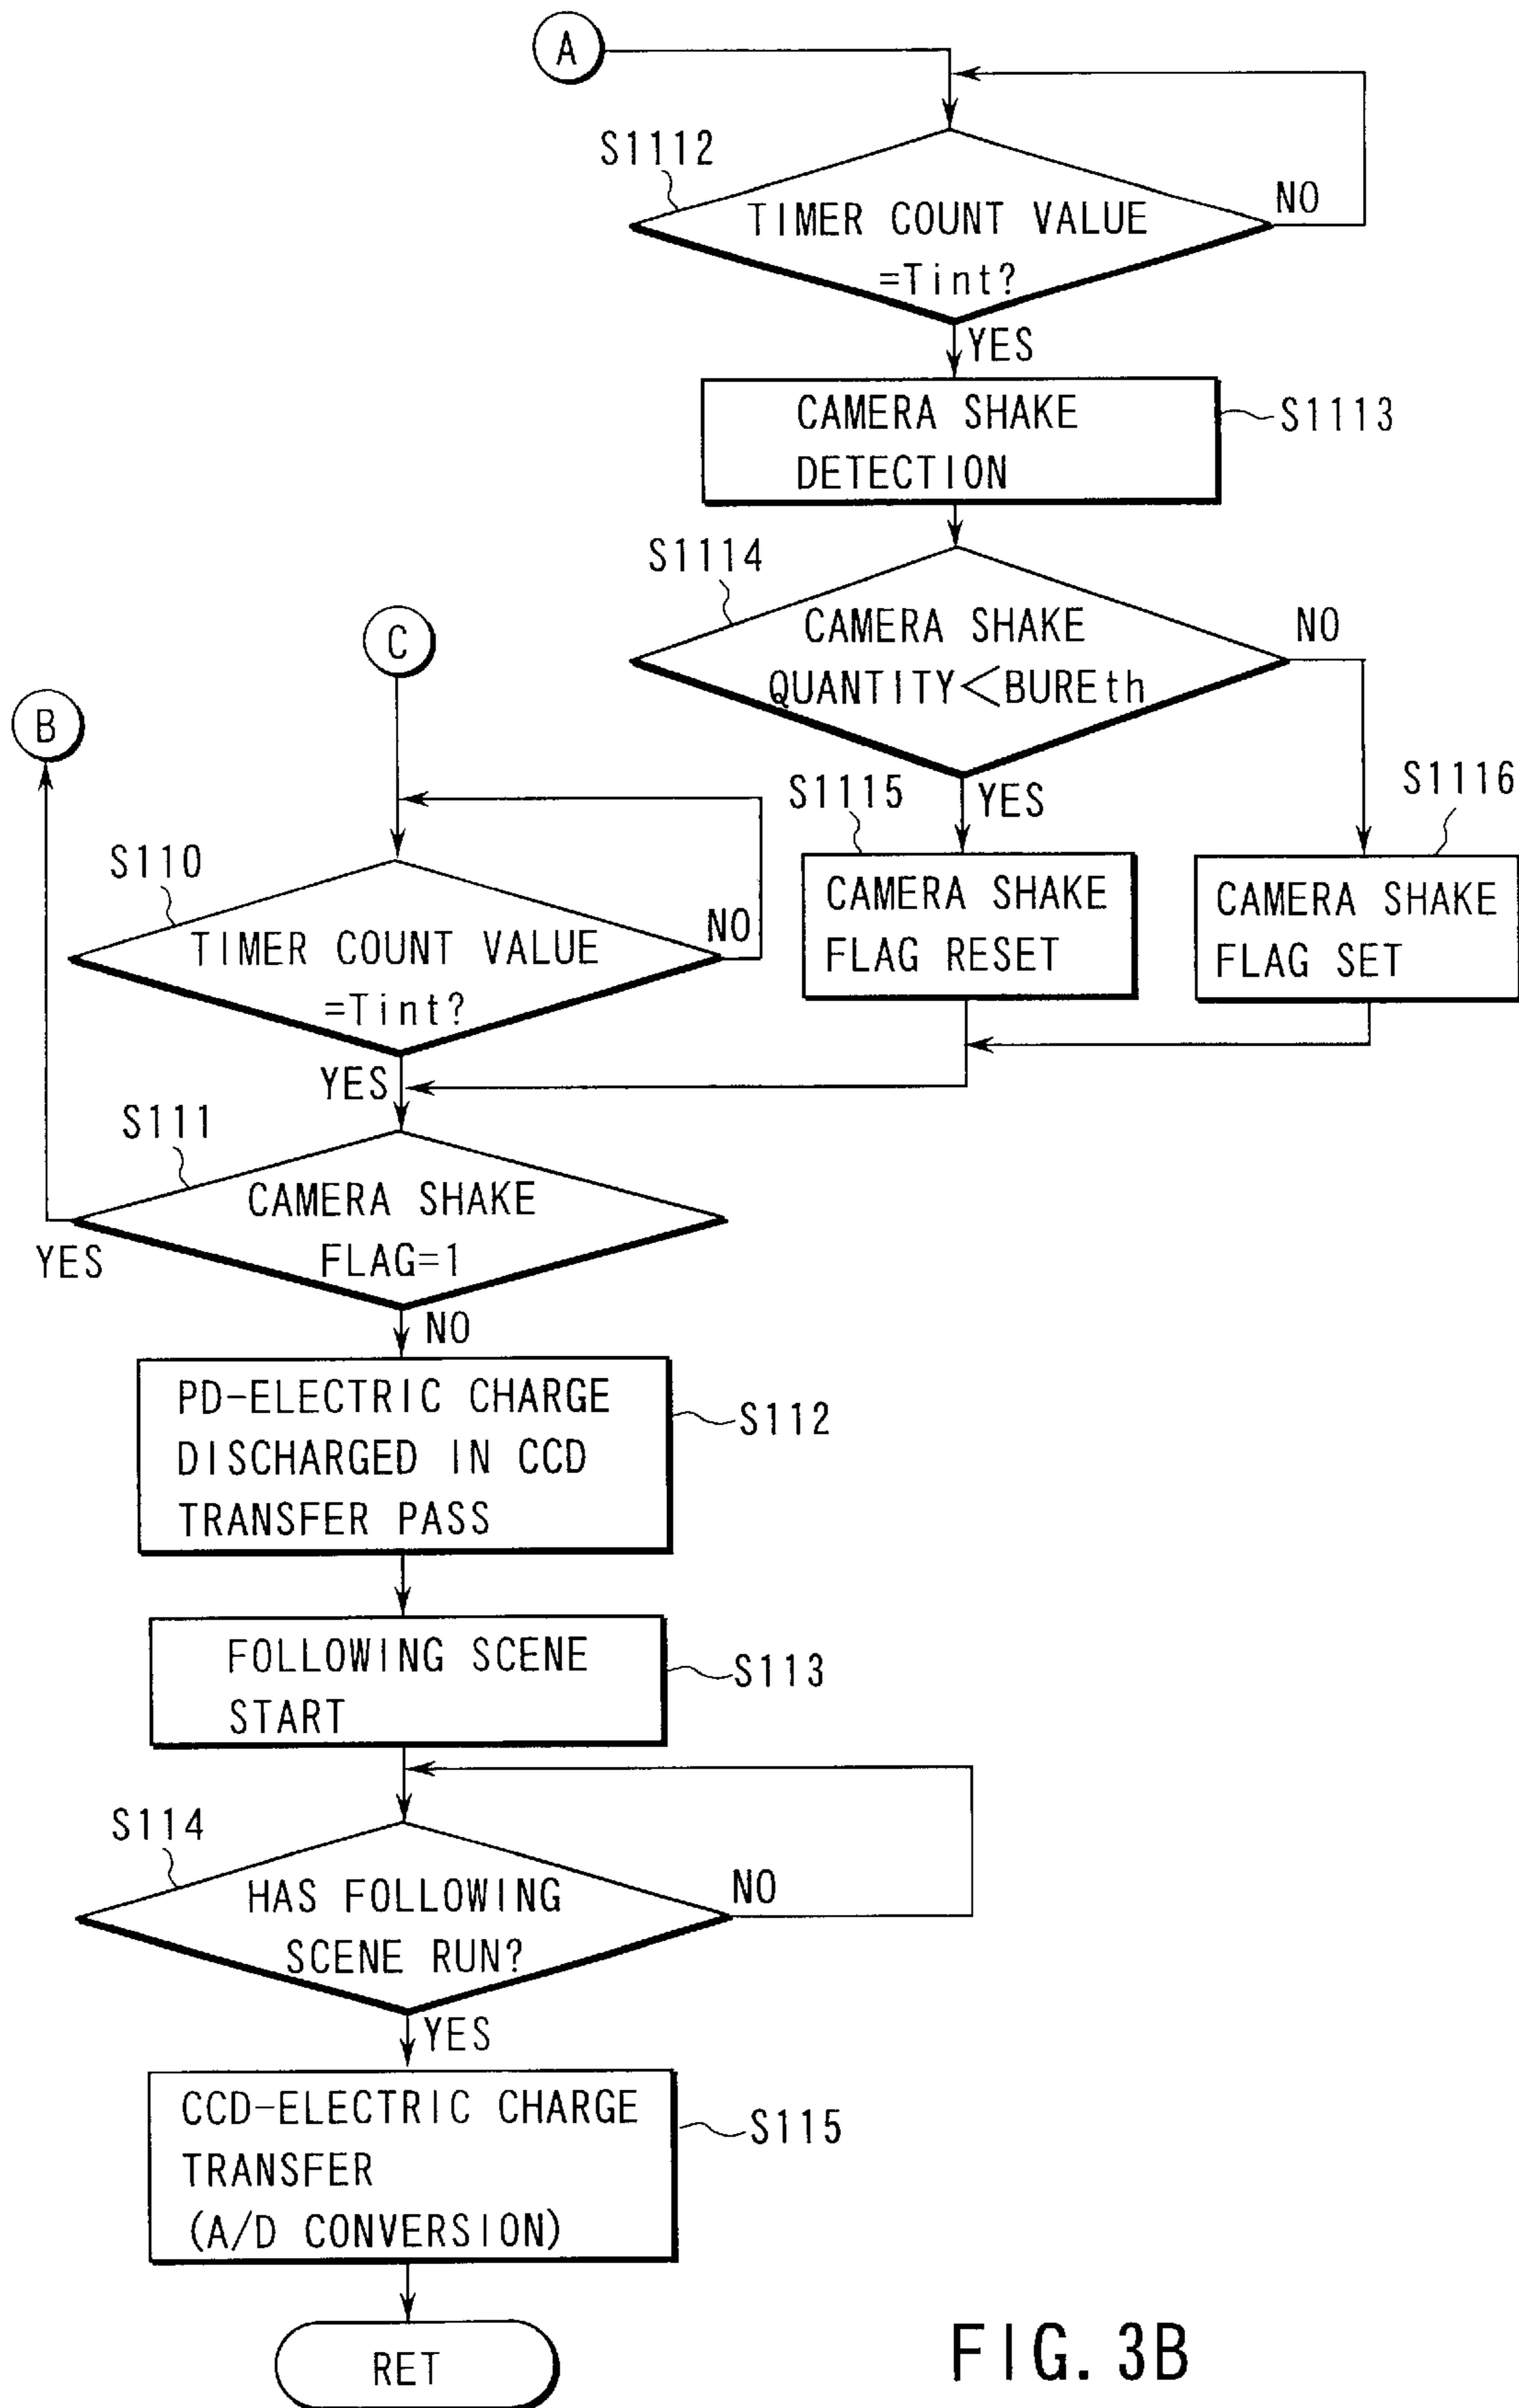 A
S1112
TIMER COUNT VALUE
=Tint?
NO
YES
CAMERA SHAKE
DETECTION
S1113
S1114
CAMERA SHAKE
QUANTITY<BUREth
NO
YES
S1115
CAMERA SHAKE
FLAG RESET
S1116
CAMERA SHAKE
FLAG SET
C
B
S110
TIMER COUNT VALUE
=Tint?
NO
YES
S111
CAMERA SHAKE
FLAG=1
YES
NO
PD-ELECTRIC CHARGE
DISCHARGED IN CCD
TRANSFER PASS
S112
FOLLOWING SCENE
START
S113
S114
HAS FOLLOWING
SCENE RUN?
NO
YES
CCD-ELECTRIC CHARGE
TRANSFER
(A/D CONVERSION)
S115
RET
FIG. 3B